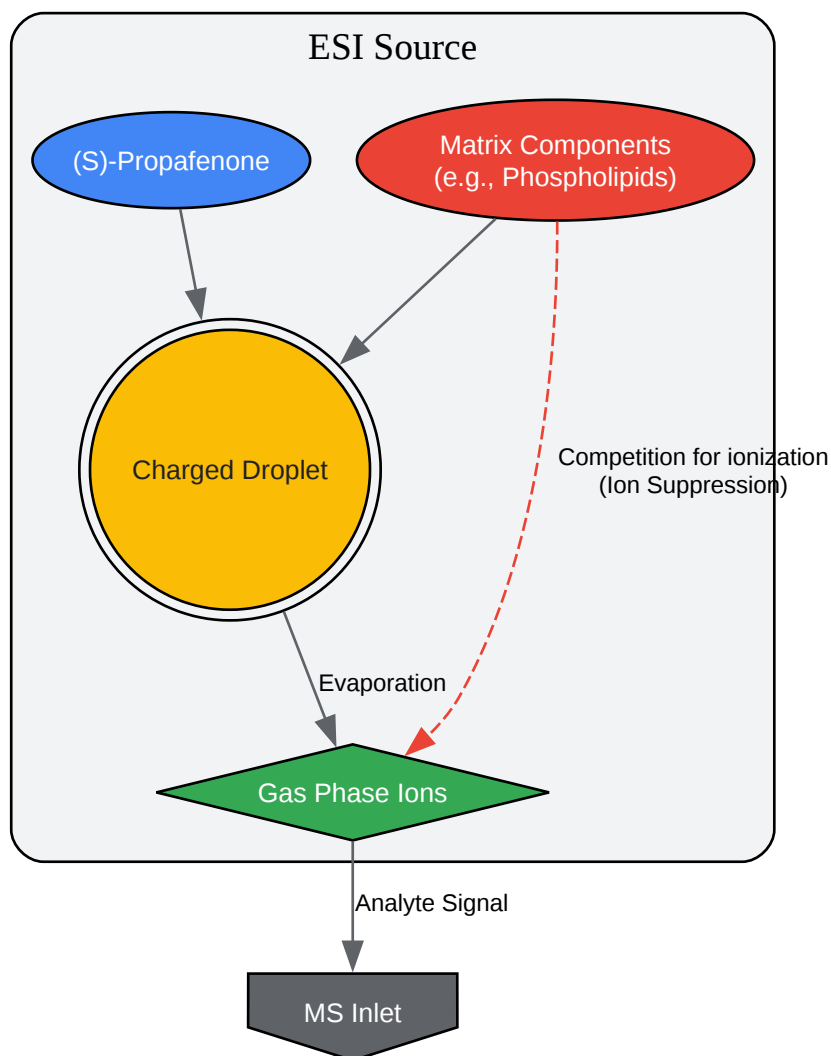 ESI Source
(S)-Propafenone
Matrix Components
(e.g., Phospholipids)
Charged Droplet
Competition for ionization
(Ion Suppression)
Evaporation
Gas Phase Ions
Analyte Signal
MS Inlet